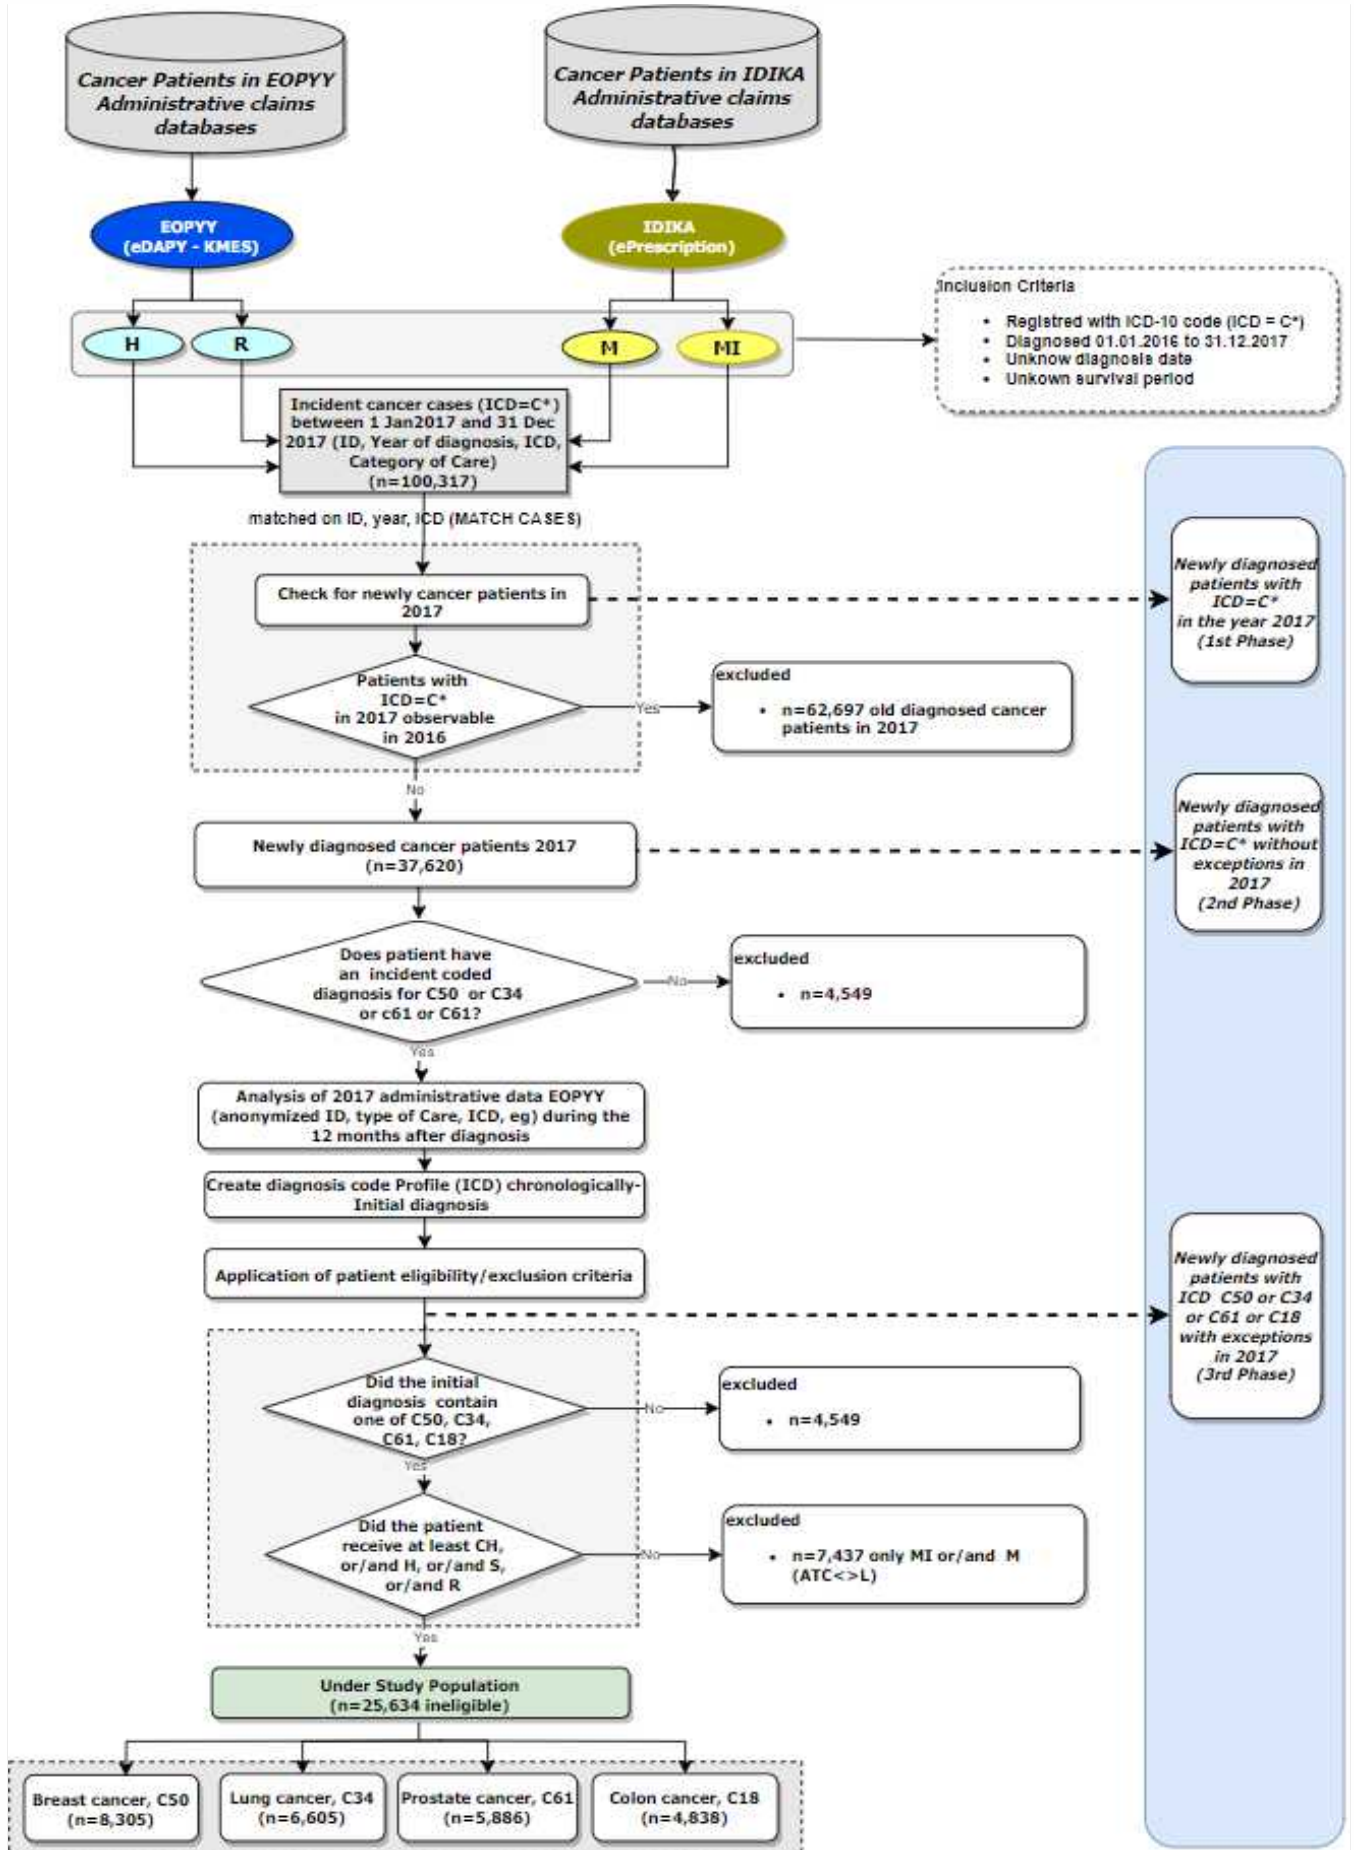 Cancer Patients in EOPYY
Administrative claims
databases
Cancer Patients in IDIKA
Administrative claims
databases
EOPYY
(eDAPY - KMES)
IDIKA
(ePrescription)
H
R
M
MI
Inclusion Criteria
• Registred with ICD-10 code (ICD = C*)
• Diagnosed 01.01.2016 to 31.12.2017
• Unknow diagnosis date
• Unkown survival period
Incident cancer cases (ICD=C*)
between 1 Jan2017 and 31 Dec
2017 (ID, Year of diagnosis, ICD,
Category of Care)
(n=100,317)
matched on ID, year, ICD (MATCH CASES)
Check for newly cancer patients in
2017
Newly diagnosed
patients with
ICD=C*
in the year 2017
(1st Phase)
Patients with
ICD=C*
in 2017 observable
in 2016
Yes
excluded
• n=62,697 old diagnosed cancer
patients in 2017
No
Newly diagnosed cancer patients 2017
(n=37,620)
Newly diagnosed
patients with
ICD=C* without
exceptions in
2017
(2nd Phase)
Does patient have
an incident coded
diagnosis for C50 or C34
or c61 or C61?
No
excluded
• n=4,549
Yes
Analysis of 2017 administrative data EOPYY
(anonymized ID, type of Care, ICD, eg) during the
12 months after diagnosis
Create diagnosis code Profile (ICD) chronologically-
Initial diagnosis
Application of patient eligibility/exclusion criteria
Newly diagnosed
patients with
ICD C50 or C34
or C61 or C18
with exceptions
in 2017
(3rd Phase)
Did the initial
diagnosis contain
one of C50, C34,
C61, C18?
No
excluded
• n=4,549
Yes
Did the patient
receive at least CH,
or/and H, or/and S,
or/and R
No
excluded
• n=7,437 only MI or/and M
(ATC<>L)
Yes
Under Study Population
(n=25,634 ineligible)
Breast cancer, C50
(n=8,305)
Lung cancer, C34
(n=6,605)
Prostate cancer, C61
(n=5,886)
Colon cancer, C18
(n=4,838)